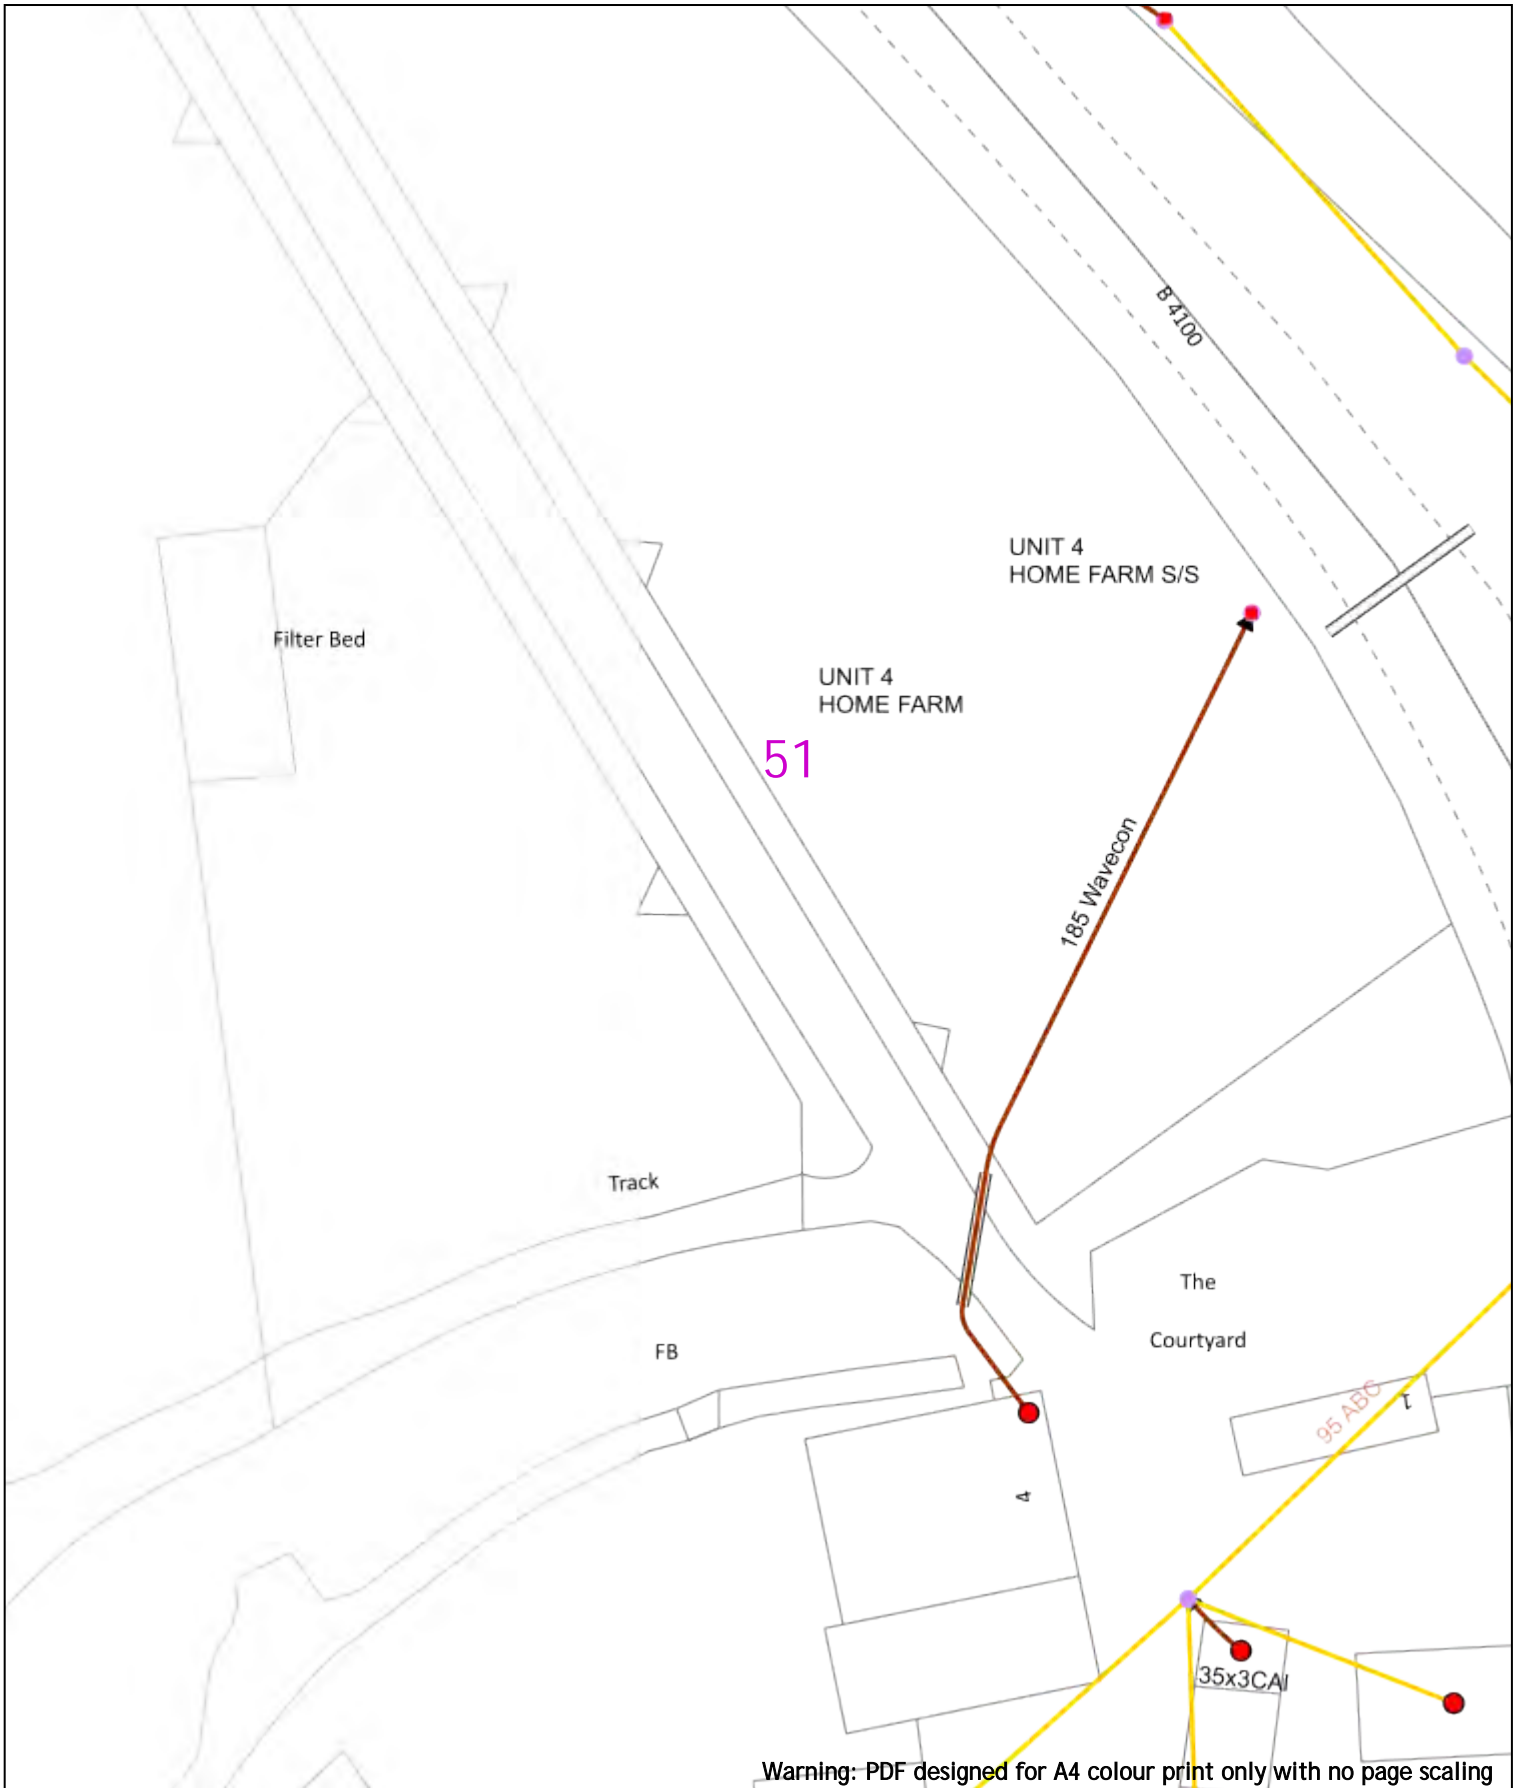 B 4100
UNIT 4
HOME FARM S/S
UNIT 4
HOME FARM
Filter Bed
51
185 Wavecon
Track
The
Courtyard
FB
95 ABC
1
4
35x3CAI
Warning: PDF designed for A4 colour print only with no page scaling